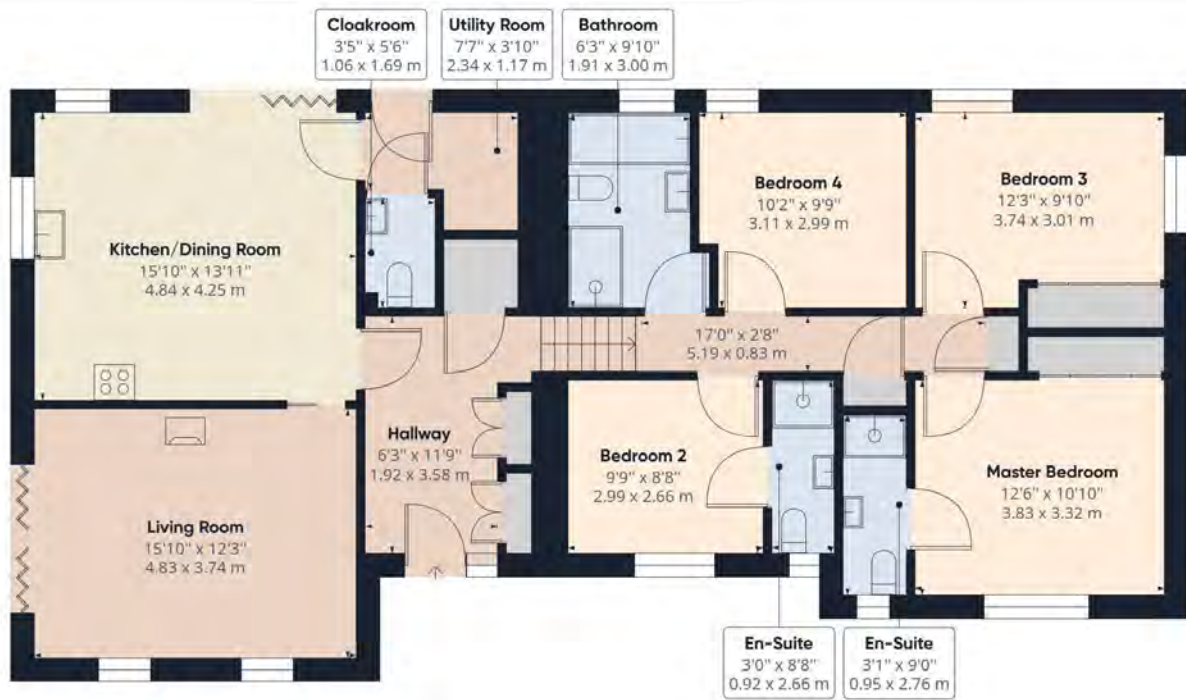 Cloakroom
3'5" x 5'6"
1.06 x 1.69 m
Utility Room
7'7" x 3'10"
2.34 x 1.17 m
Bathroom
6'3" x 9'10"
1.91 x 3.00 m
Kitchen/Dining Room
15'10" x 13'11"
4.84 x 4.25 m
Bedroom 4
10'2" x 9'9"
3.11 x 2.99 m
Bedroom 3
12'3" x 9'10"
3.74 x 3.01 m
17'0" x 2'8"
5.19 x 0.83 m
Hallway
6'3" x 11'9"
1.92 x 3.58 m
Bedroom 2
9'9" x 8'8"
2.99 x 2.66 m
Master Bedroom
12'6" x 10'10"
3.83 x 3.32 m
Living Room
15'10" x 12'3"
4.83 x 3.74 m
En-Suite
3'0" x 8'8"
0.92 x 2.66 m
En-Suite
3'1" x 9'0"
0.95 x 2.76 m